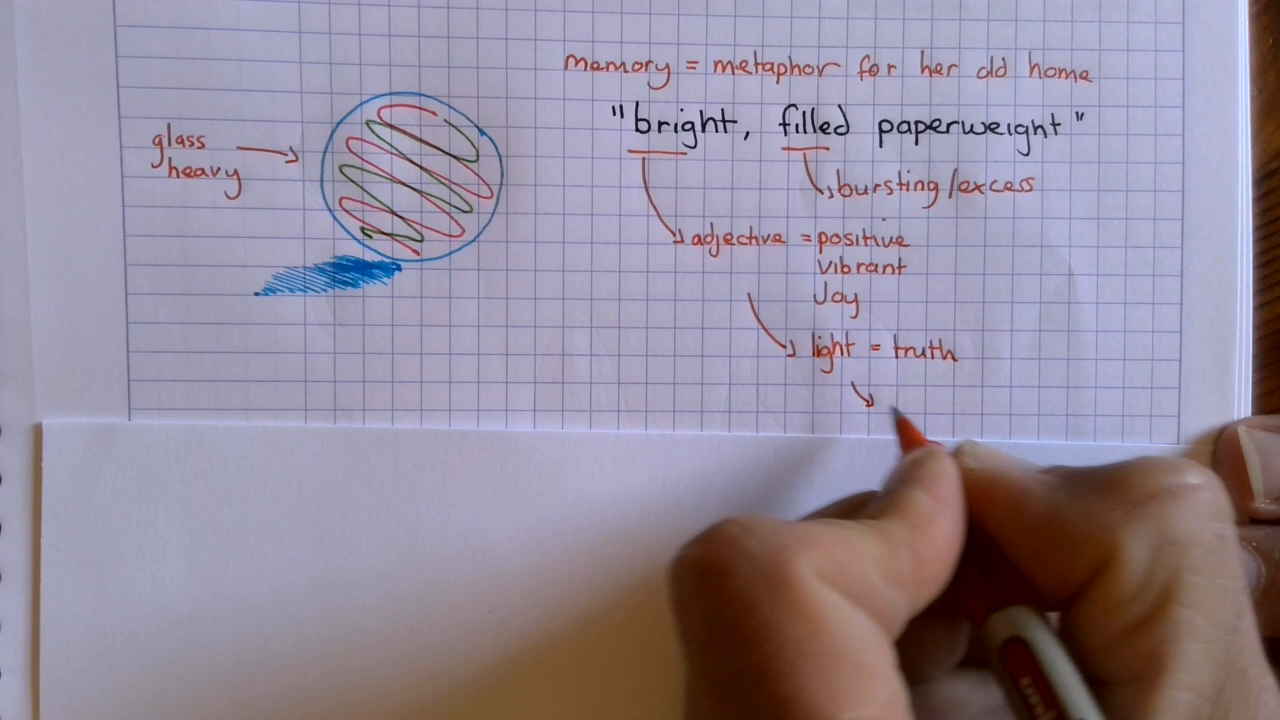 memory = metaphor for her old home
"bright, filled paperweight"
glass
heavy
bursting/excess
adjective = positive
vibrant
Joy
light = truth